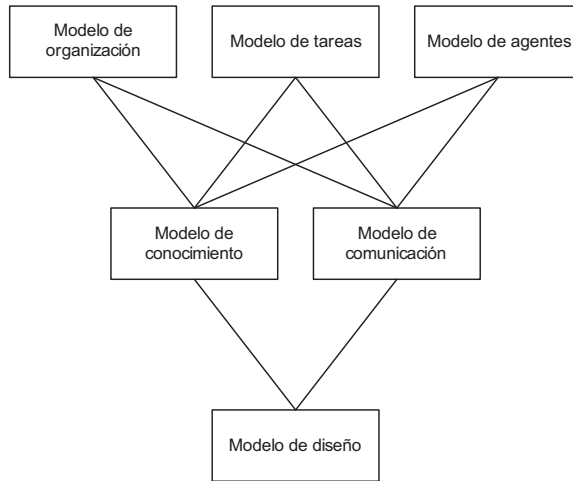 Modelo de
organización
Modelo de tareas
Modelo de agentes
Modelo de
conocimiento
Modelo de
comunicación
Modelo de diseño